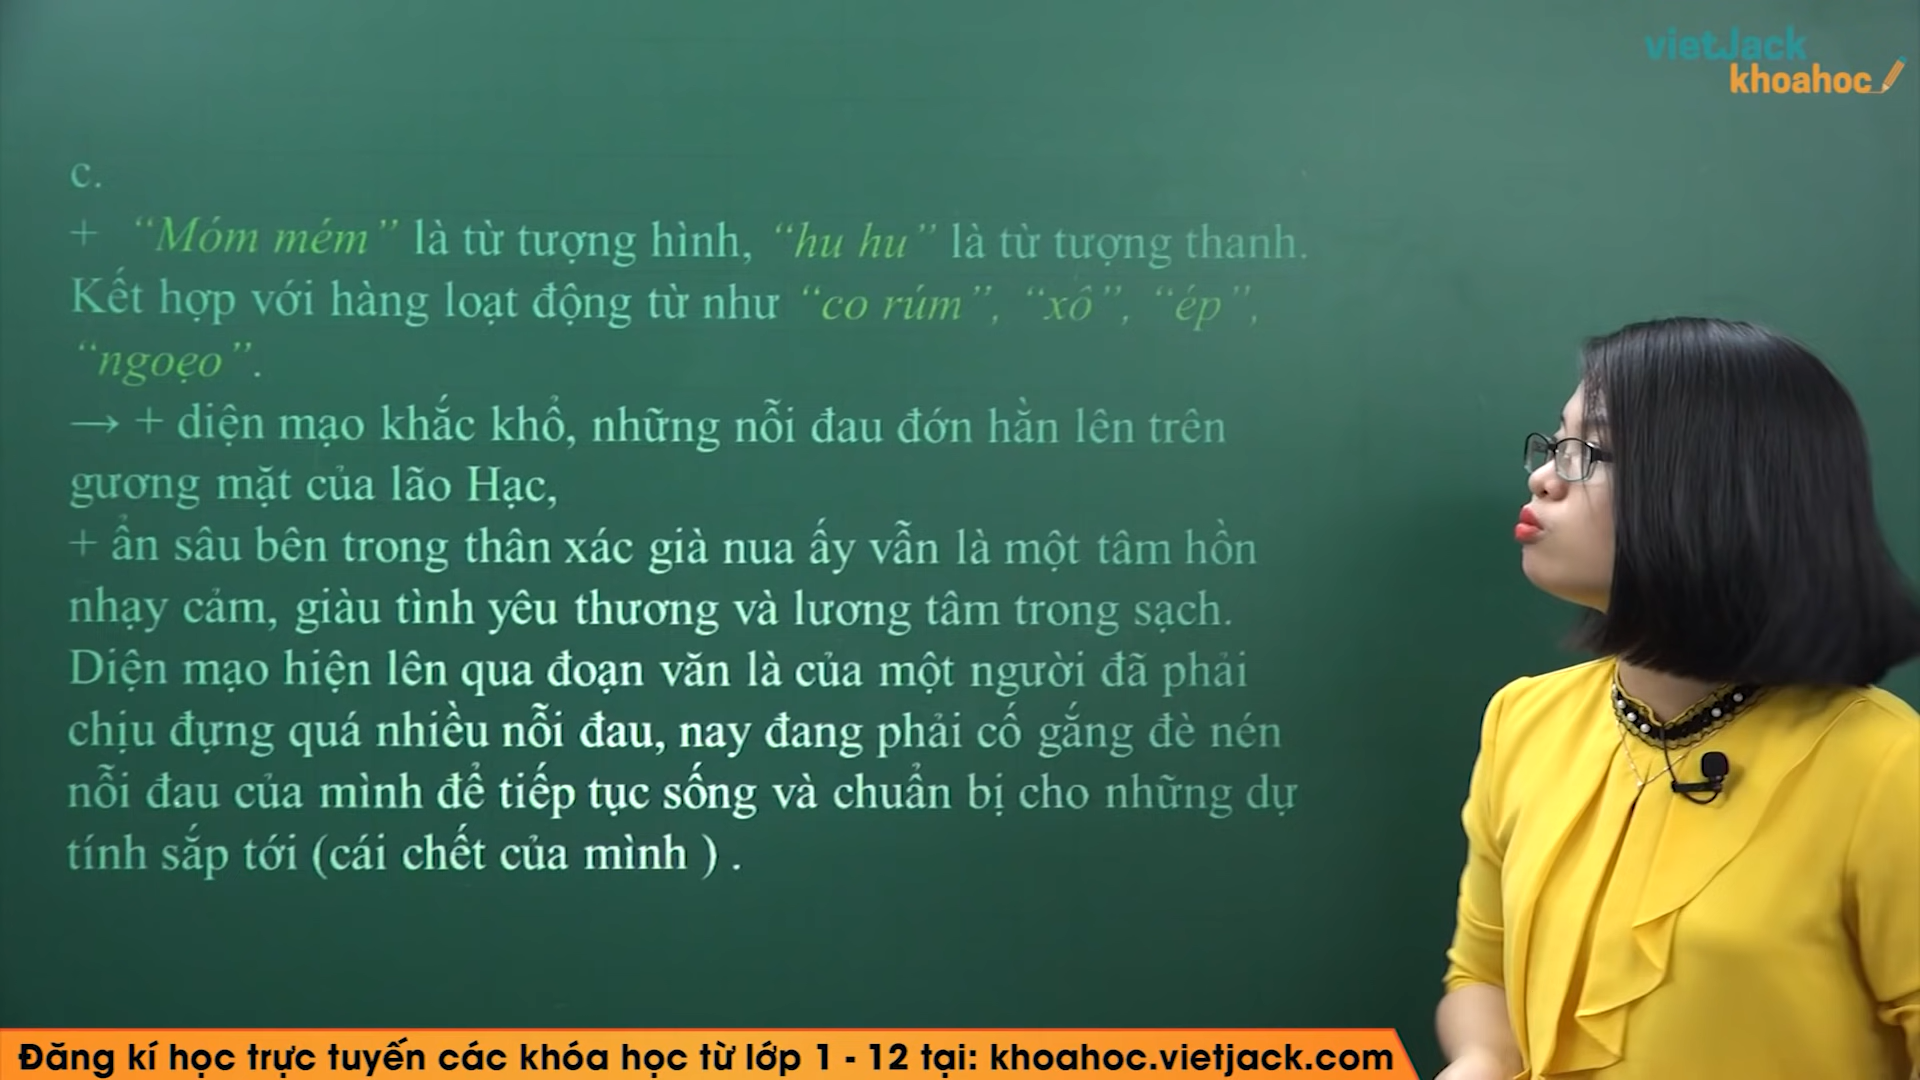 vietJack
khoahoc
c.
+ “Móm mém” là từ tượng hình, “hu hu” là từ tượng thanh.
Kết hợp với hàng loạt động từ như “co rúm”, “xô”, “ép”,
“ngoẹo”.
→ + diện mạo khắc khổ, những nỗi đau đớn hằn lên trên
gương mặt của lão Hạc,
+ ẩn sâu bên trong thân xác già nua ấy vẫn là một tâm hồn
nhạy cảm, giàu tình yêu thương và lương tâm trong sạch.
Diện mạo hiện lên qua đoạn văn là của một người đã phải
chịu đựng quá nhiều nỗi đau, nay đang phải cố gắng đè nén
nỗi đau của mình để tiếp tục sống và chuẩn bị cho những dự
tính sắp tới (cái chết của mình ) .
Đăng kí học trực tuyến các khóa học từ lớp 1 - 12 tại: khoahoc.vietjack.com